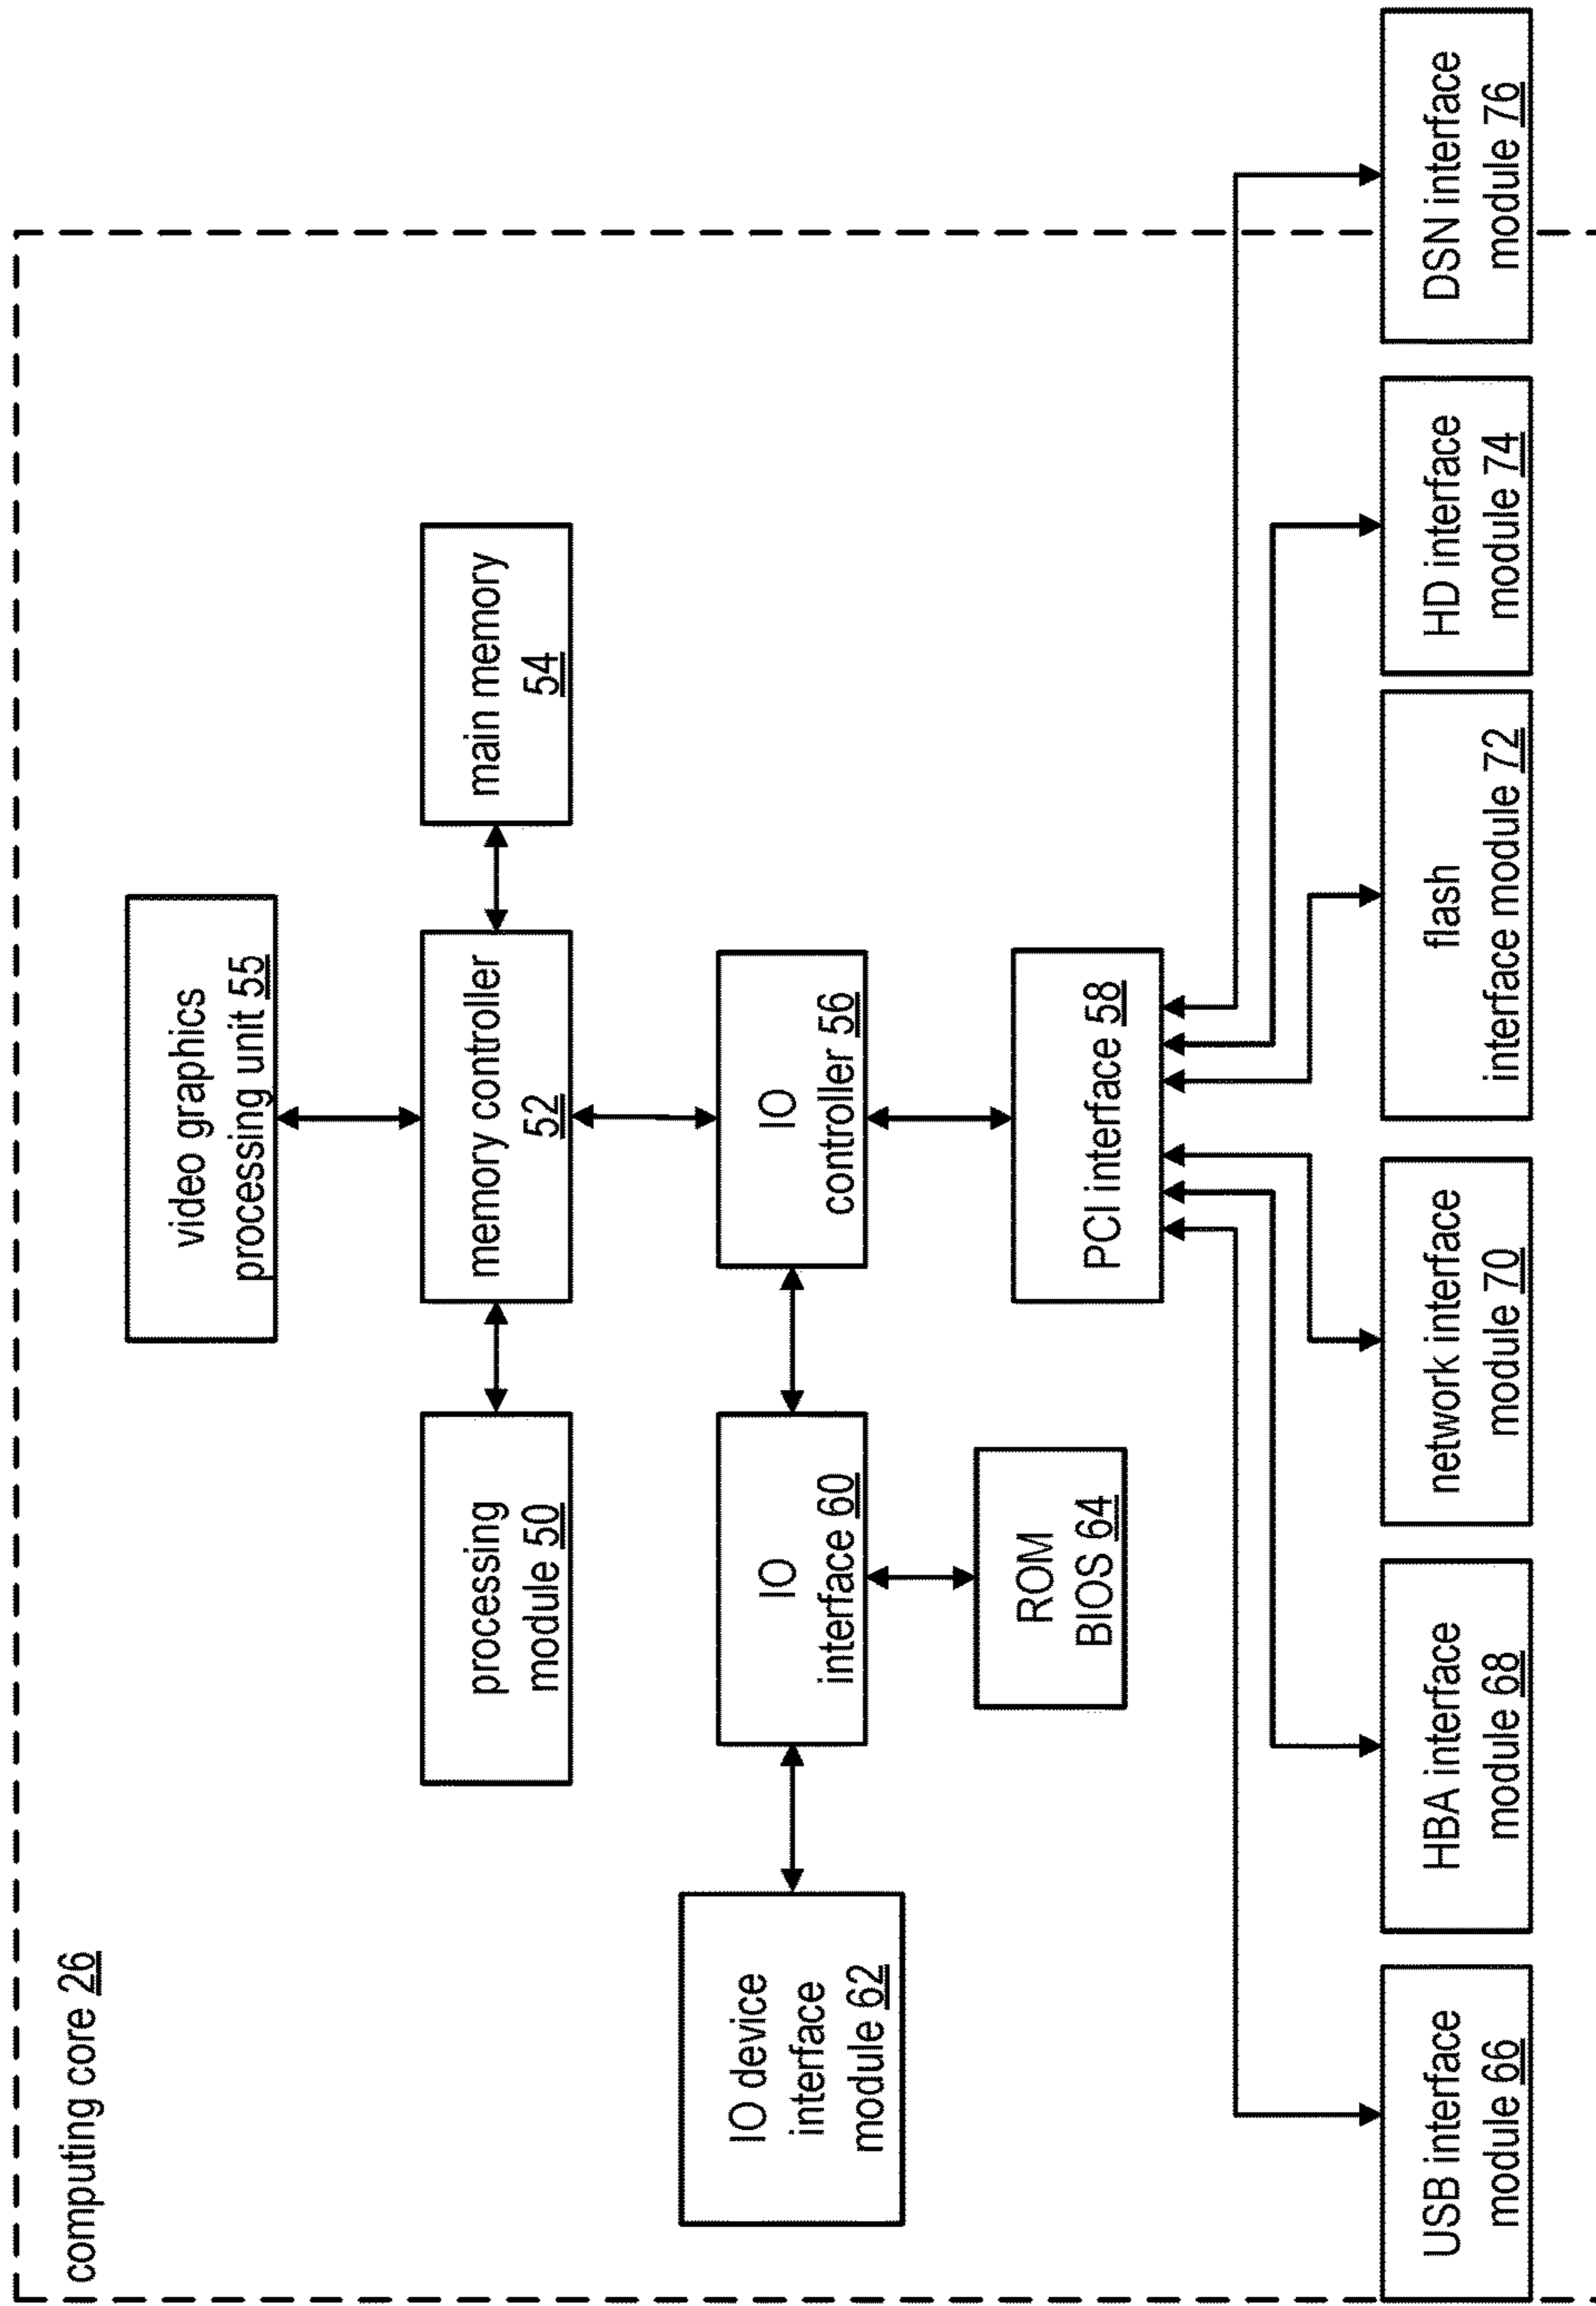 computing core 26
video graphics
processing unit 55
processing
module 50
memory controller
52
main memory
54
IO device
interface
module 62
IO
interface 60
IO
controller 56
ROM
BIOS 64
PCI interface 58
USB interface
module 66
HBA interface
module 68
network interface
module 70
flash
interface module 72
HD interface
module 74
DSN interface
module 76